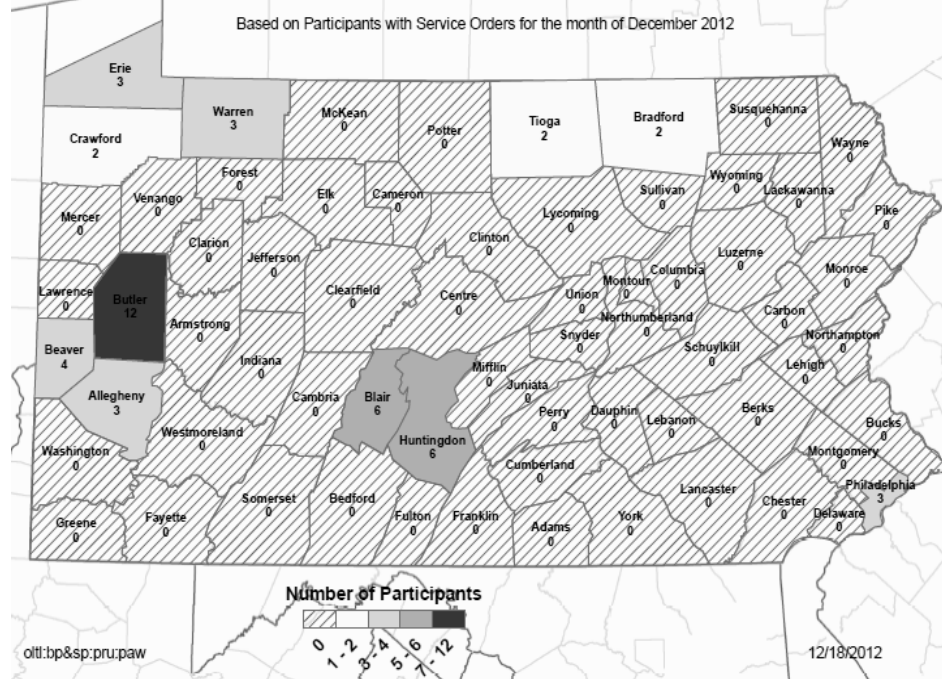 Based on Participants with Service Orders for the month of December 2012
Erie
3
Warren
3
McKean
0
Potter
0
Tioga
2
Bradford
2
Susquehanna
0
Wayne
0
Crawford
2
Forest
0
Elk
0
Cameron
0
Sullivan
0
Wyoming
0
Lackawanna
0
Pike
0
Mercer
0
Venango
0
Clarion
0
Jefferson
0
Clinton
0
Lycoming
0
Luzerne
0
Monroe
0
Lawrence
0
Butler
12
Armstrong
0
Clearfield
0
Centre
0
Union
0
Montour
0
Columbia
0
Northumberland
0
Carbon
0
Northampton
0
Beaver
4
Allegheny
3
Indiana
0
Cambria
0
Blair
6
Huntingdon
6
Mifflin
0
Juniata
0
Snyder
0
Schuylkill
0
Lehigh
0
Perry
0
Dauphin
0
Lebanon
0
Berks
0
Bucks
0
Washington
0
Westmoreland
0
Cumberland
0
Montgomery
0
Philadelphia
3
Greene
0
Fayette
0
Somerset
0
Bedford
0
Fulton
0
Franklin
0
Adams
0
York
0
Lancaster
0
Chester
0
Delaware
0
Number of Participants
0
1 - 2
3 - 4
5 - 6
7 - 12
oltl:bp&sp:pru:paw
12/18/2012